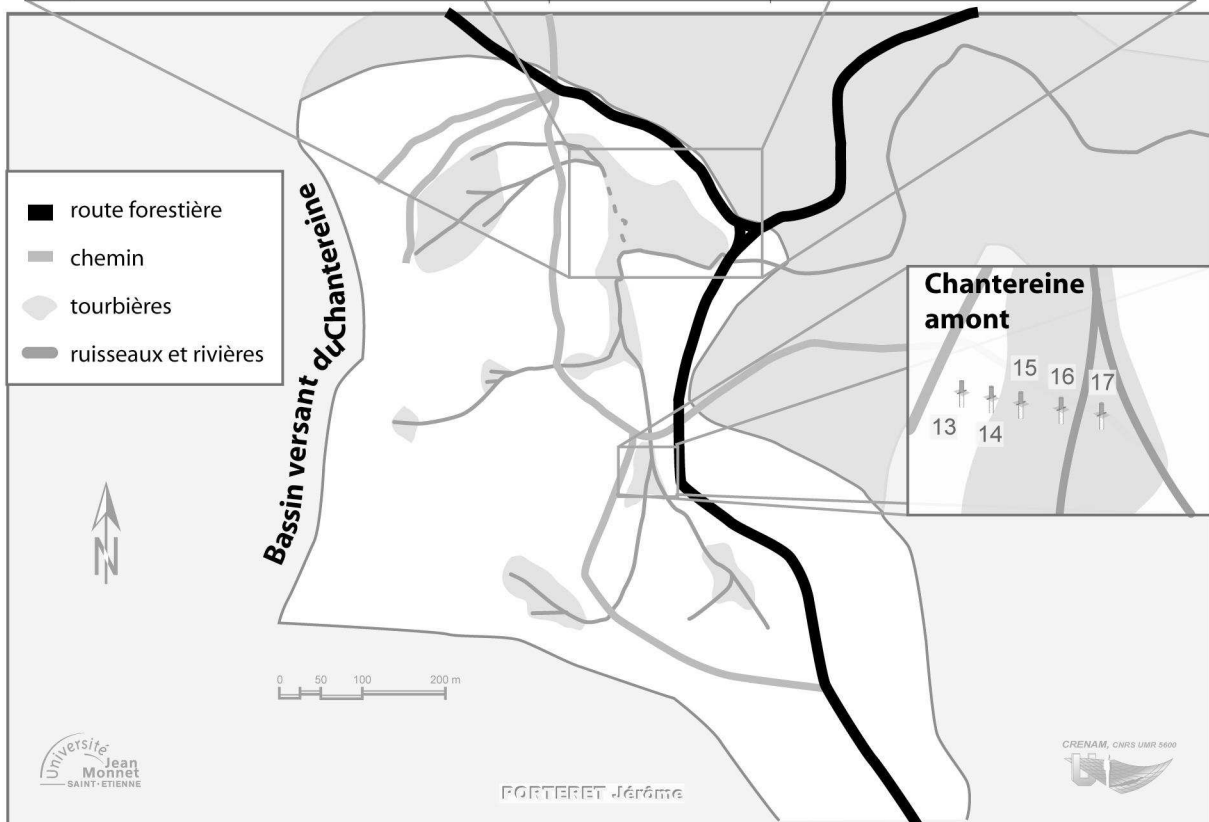 route forestière
chemin
tourbières
ruisseaux et rivières
Bassin versant du Chantereine
Chantereine
amont
15
16
17
13
14
N
0 50 100 200 m
Université
Jean
Monnet
SAINT-ETIENNE
PORTERET Jérôme
CRENAM, CNRS UMR 5600